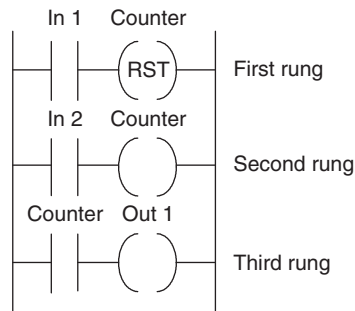 In 1 Counter
RST First rung
In 2 Counter
Second rung
Counter Out 1
Third rung